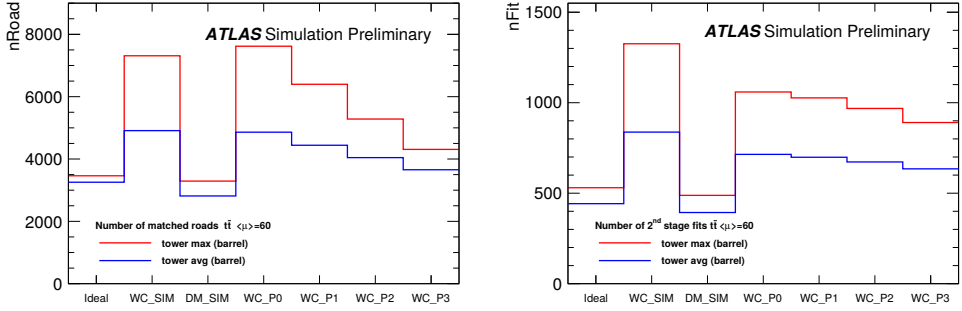 nRoad
8000
6000
4000
2000
0
ATLAS Simulation Preliminary
Number of matched roads tt̄ ⟨μ⟩=60
tower max (barrel)
tower avg (barrel)
Ideal WC_SIM DM_SIM WC_P0 WC_P1 WC_P2 WC_P3
nFit
1500
1000
500
0
ATLAS Simulation Preliminary
Number of 2nd stage fits tt̄ ⟨μ⟩=60
tower max (barrel)
tower avg (barrel)
Ideal WC_SIM DM_SIM WC_P0 WC_P1 WC_P2 WC_P3